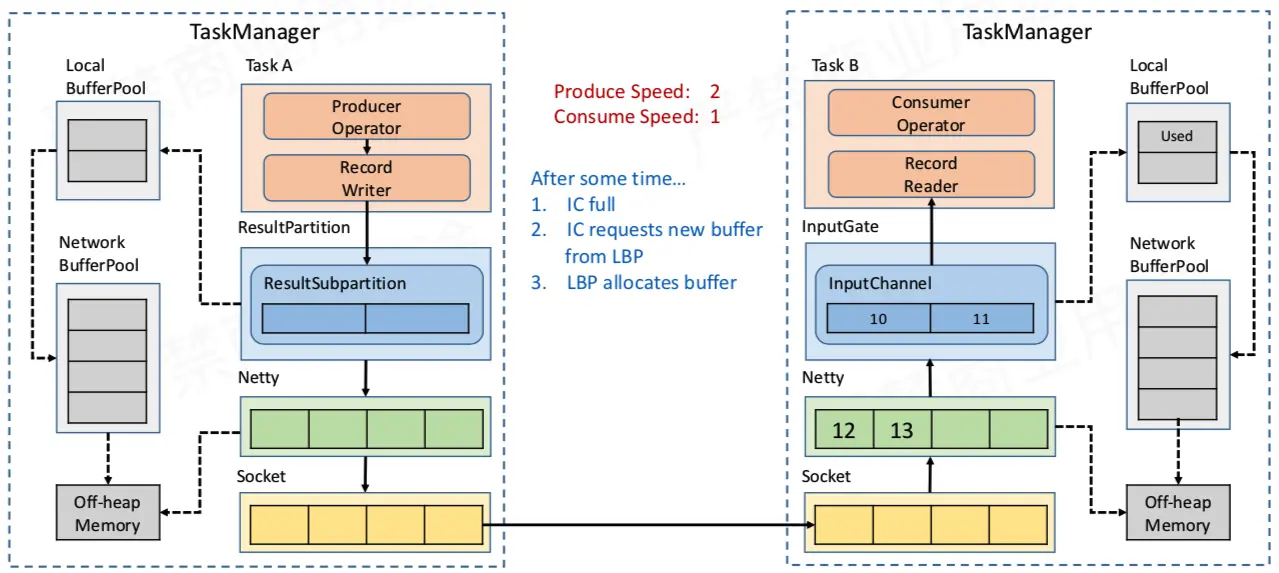 TaskManager
Local
BufferPool
Task A
Producer
Operator
Record
Writer
ResultPartition
Network
BufferPool
ResultSubpartition
Netty
Socket
Off-heap
Memory
Produce Speed: 2
Consume Speed: 1
After some time...
1. IC full
2. IC requests new buffer
from LBP
3. LBP allocates buffer
TaskManager
Task B
Local
BufferPool
Consumer
Operator
Used
Record
Reader
InputGate
Network
BufferPool
InputChannel
10 11
Netty
12 13
Socket
Off-heap
Memory